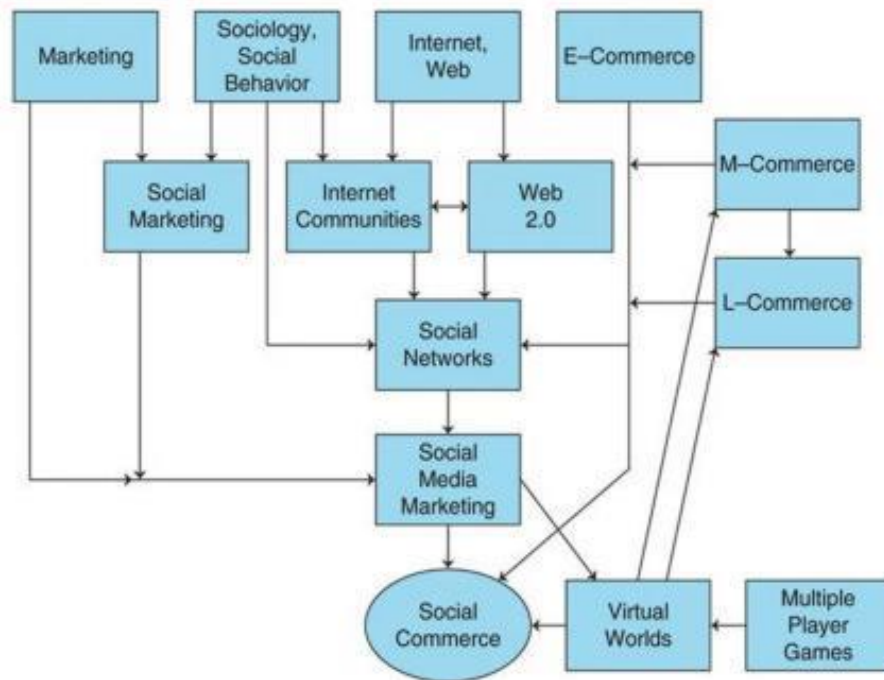 Marketing
Sociology,
Social
Behavior
Internet,
Web
E–Commerce
Social
Marketing
Internet
Communities
Web
2.0
M–Commerce
L–Commerce
Social
Networks
Social
Media
Marketing
Social
Commerce
Virtual
Worlds
Multiple
Player
Games